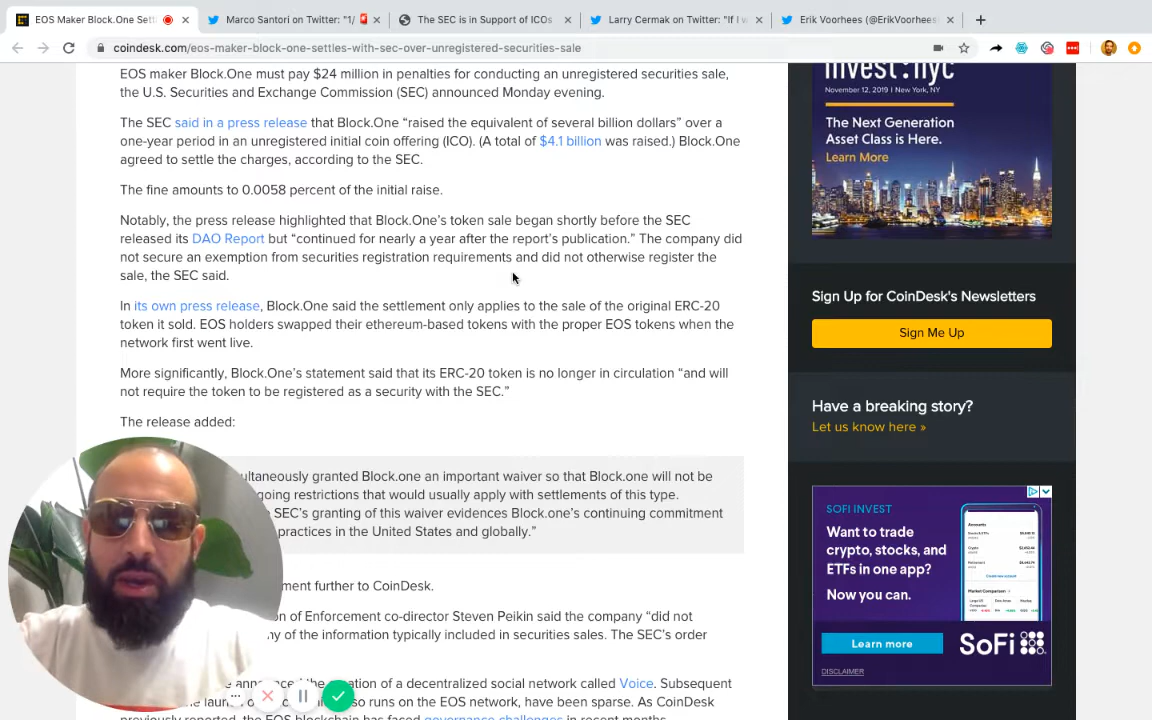 EOS Maker Block.One Sett
Marco Santori on Twitter: "1/
The SEC is in Support of ICOs
Larry Cermak on Twitter: "If I w
Erik Voorhees (@ErikVoorhees
coindesk.com/eos-maker-block-one-settles-with-sec-over-unregistered-securities-sale
EOS maker Block.One must pay $24 million in penalties for conducting an unregistered securities sale,
the U.S. Securities and Exchange Commission (SEC) announced Monday evening.
The SEC said in a press release that Block.One “raised the equivalent of several billion dollars” over a
one-year period in an unregistered initial coin offering (ICO). (A total of $4.1 billion was raised.) Block.One
agreed to settle the charges, according to the SEC.
The fine amounts to 0.0058 percent of the initial raise.
Notably, the press release highlighted that Block.One’s token sale began shortly before the SEC
released its DAO Report but “continued for nearly a year after the report’s publication.” The company did
not secure an exemption from securities registration requirements and did not otherwise register the
sale, the SEC said.
In its own press release, Block.One said the settlement only applies to the sale of the original ERC-20
token it sold. EOS holders swapped their ethereum-based tokens with the proper EOS tokens when the
network first went live.
More significantly, Block.One’s statement said that its ERC-20 token is no longer in circulation “and will
not require the token to be registered as a security with the SEC.”
The release added:
ultaneously granted Block.one an important waiver so that Block.one will not be
going restrictions that would usually apply with settlements of this type.
SEC’s granting of this waiver evidences Block.one’s continuing commitment
practices in the United States and globally.”
ment further to CoinDesk.
on of Enforcement co-director Steven Peikin said the company “did not
ny of the information typically included in securities sales. The SEC’s order
ation of a decentralized social network called Voice. Subsequent
so runs on the EOS network, have been sparse. As CoinDesk
previously reported, the EOS blockchain has faced governance challenges in recent months.
invest:nyc
November 12, 2019 | New York, NY
The Next Generation
Asset Class is Here.
Learn More
Sign Up for CoinDesk's Newsletters
Sign Me Up
Have a breaking story?
Let us know here »
SOFI INVEST
Want to trade
crypto, stocks, and
ETFs in one app?
Now you can.
Learn more
SoFi
DISCLAIMER